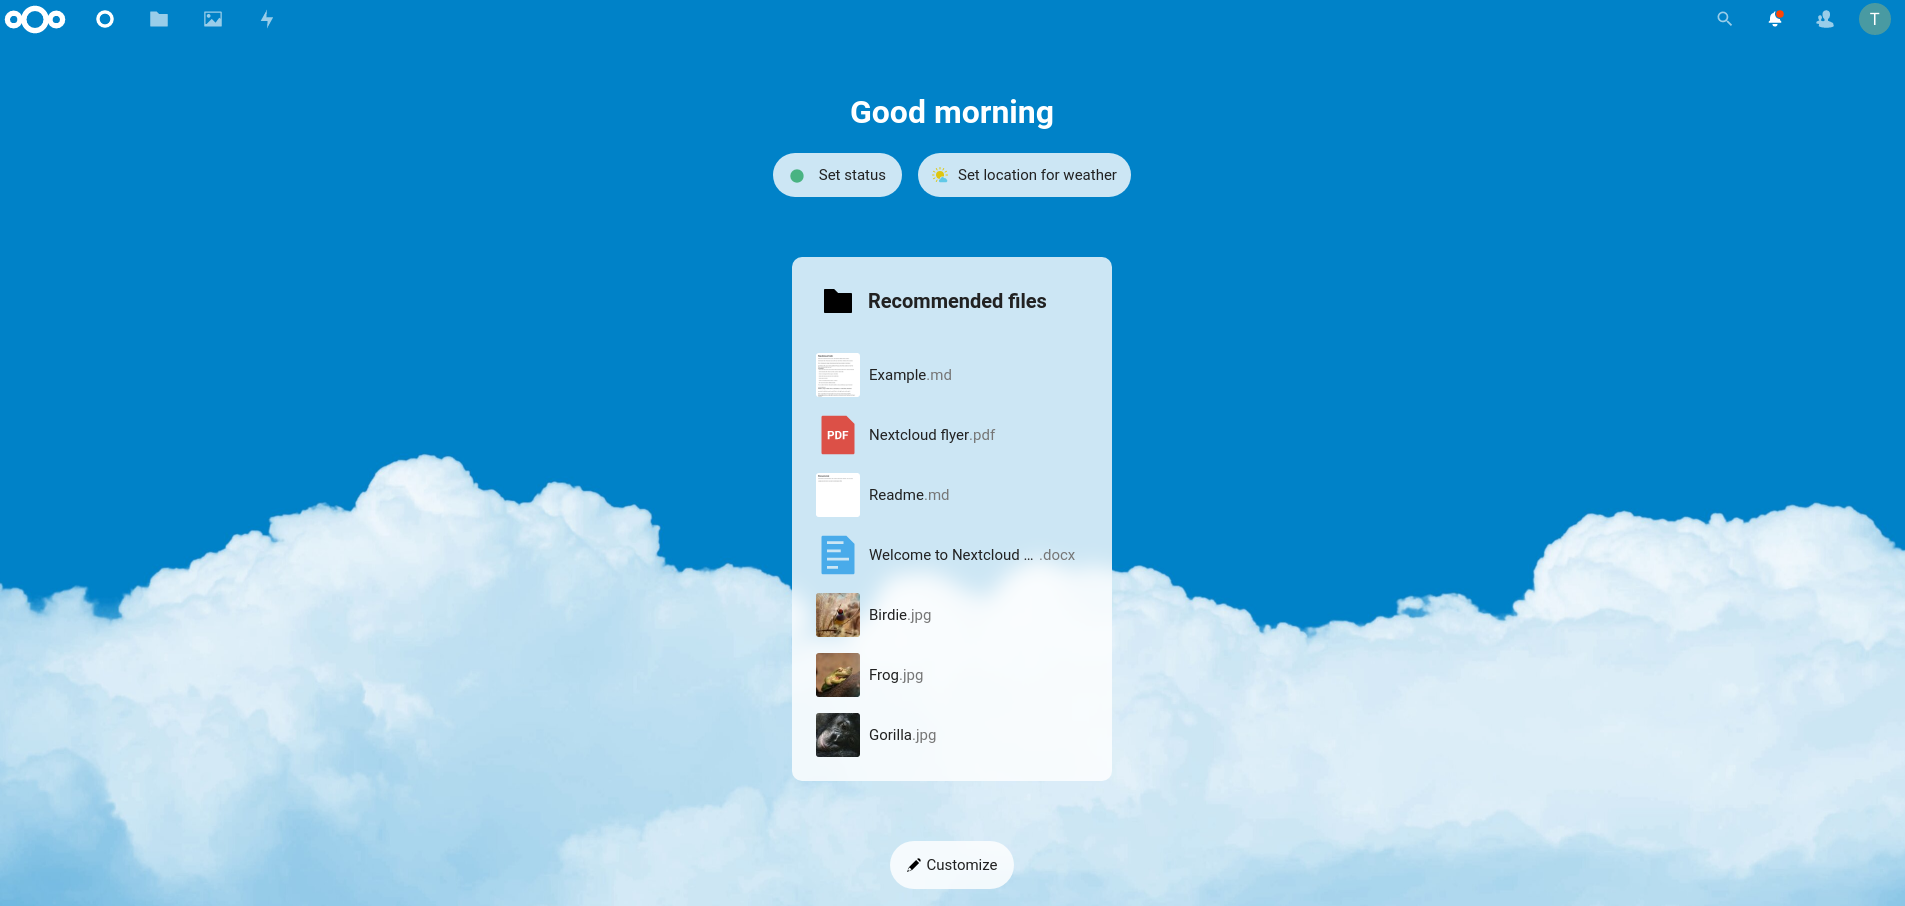 T
Good morning
Set status
Set location for weather
Recommended files
Example.md
PDF
Nextcloud flyer.pdf
Readme.md
Welcome to Nextcloud ... .docx
Birdie.jpg
Frog.jpg
Gorilla.jpg
Customize